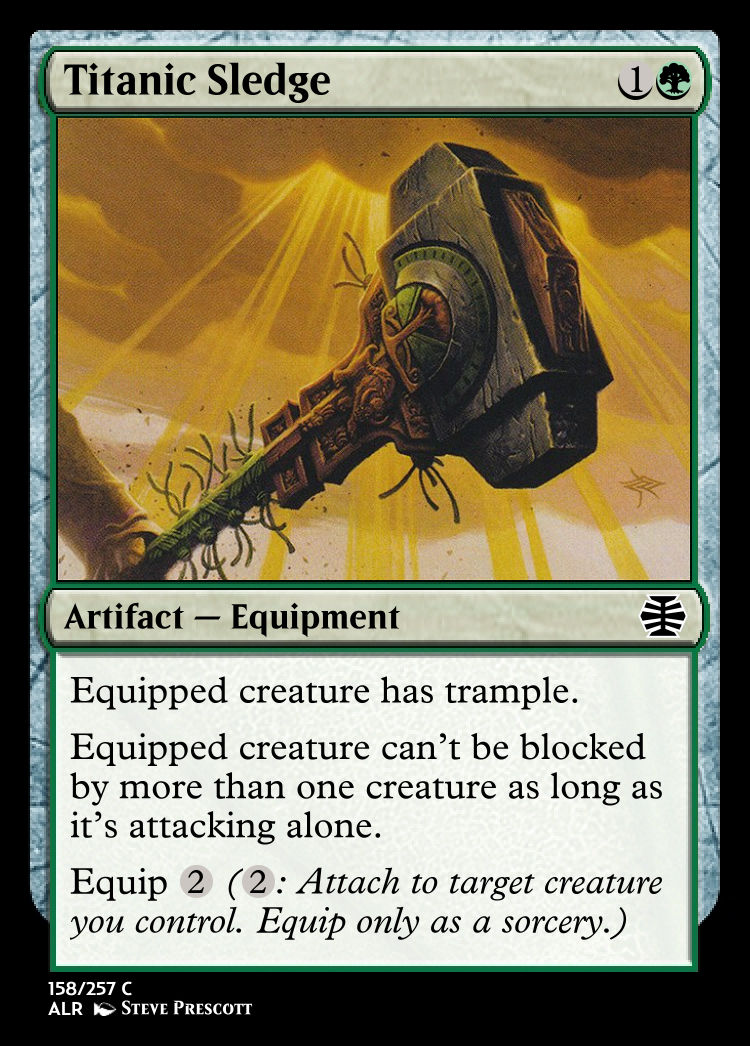 Titanic Sledge 1
Artifact — Equipment
Equipped creature has trample.
Equipped creature can't be blocked
by more than one creature as long as
it's attacking alone.
Equip 2 (2: Attach to target creature
you control. Equip only as a sorcery.)
158/257 C
ALR Steve Prescott